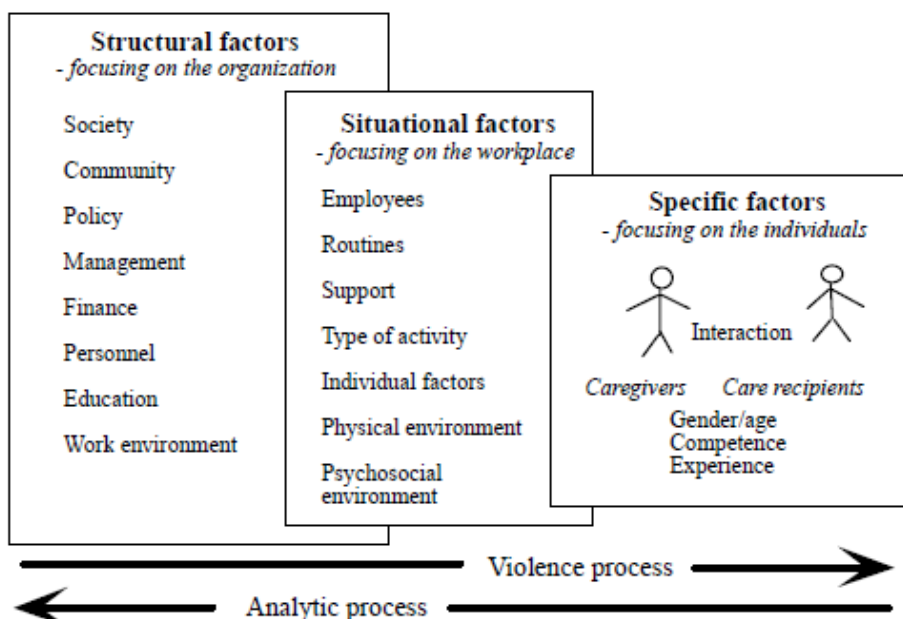 Structural factors
- focusing on the organization
Society
Community
Policy
Management
Finance
Personnel
Education
Work environment
Situational factors
- focusing on the workplace
Employees
Routines
Support
Type of activity
Individual factors
Physical environment
Psychosocial
environment
Specific factors
- focusing on the individuals
Interaction
Caregivers
Care recipients
Gender/age
Competence
Experience
Violence process
Analytic process